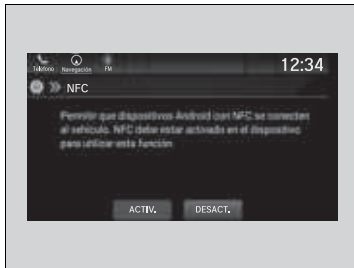 Teléfono Navegación FM 12:34
NFC
Permitir que dispositivos Android con NFC se conecten
al vehículo. NFC debe estar activado en el dispositivo
para utilizar esta función.
ACTIV. DESACT.